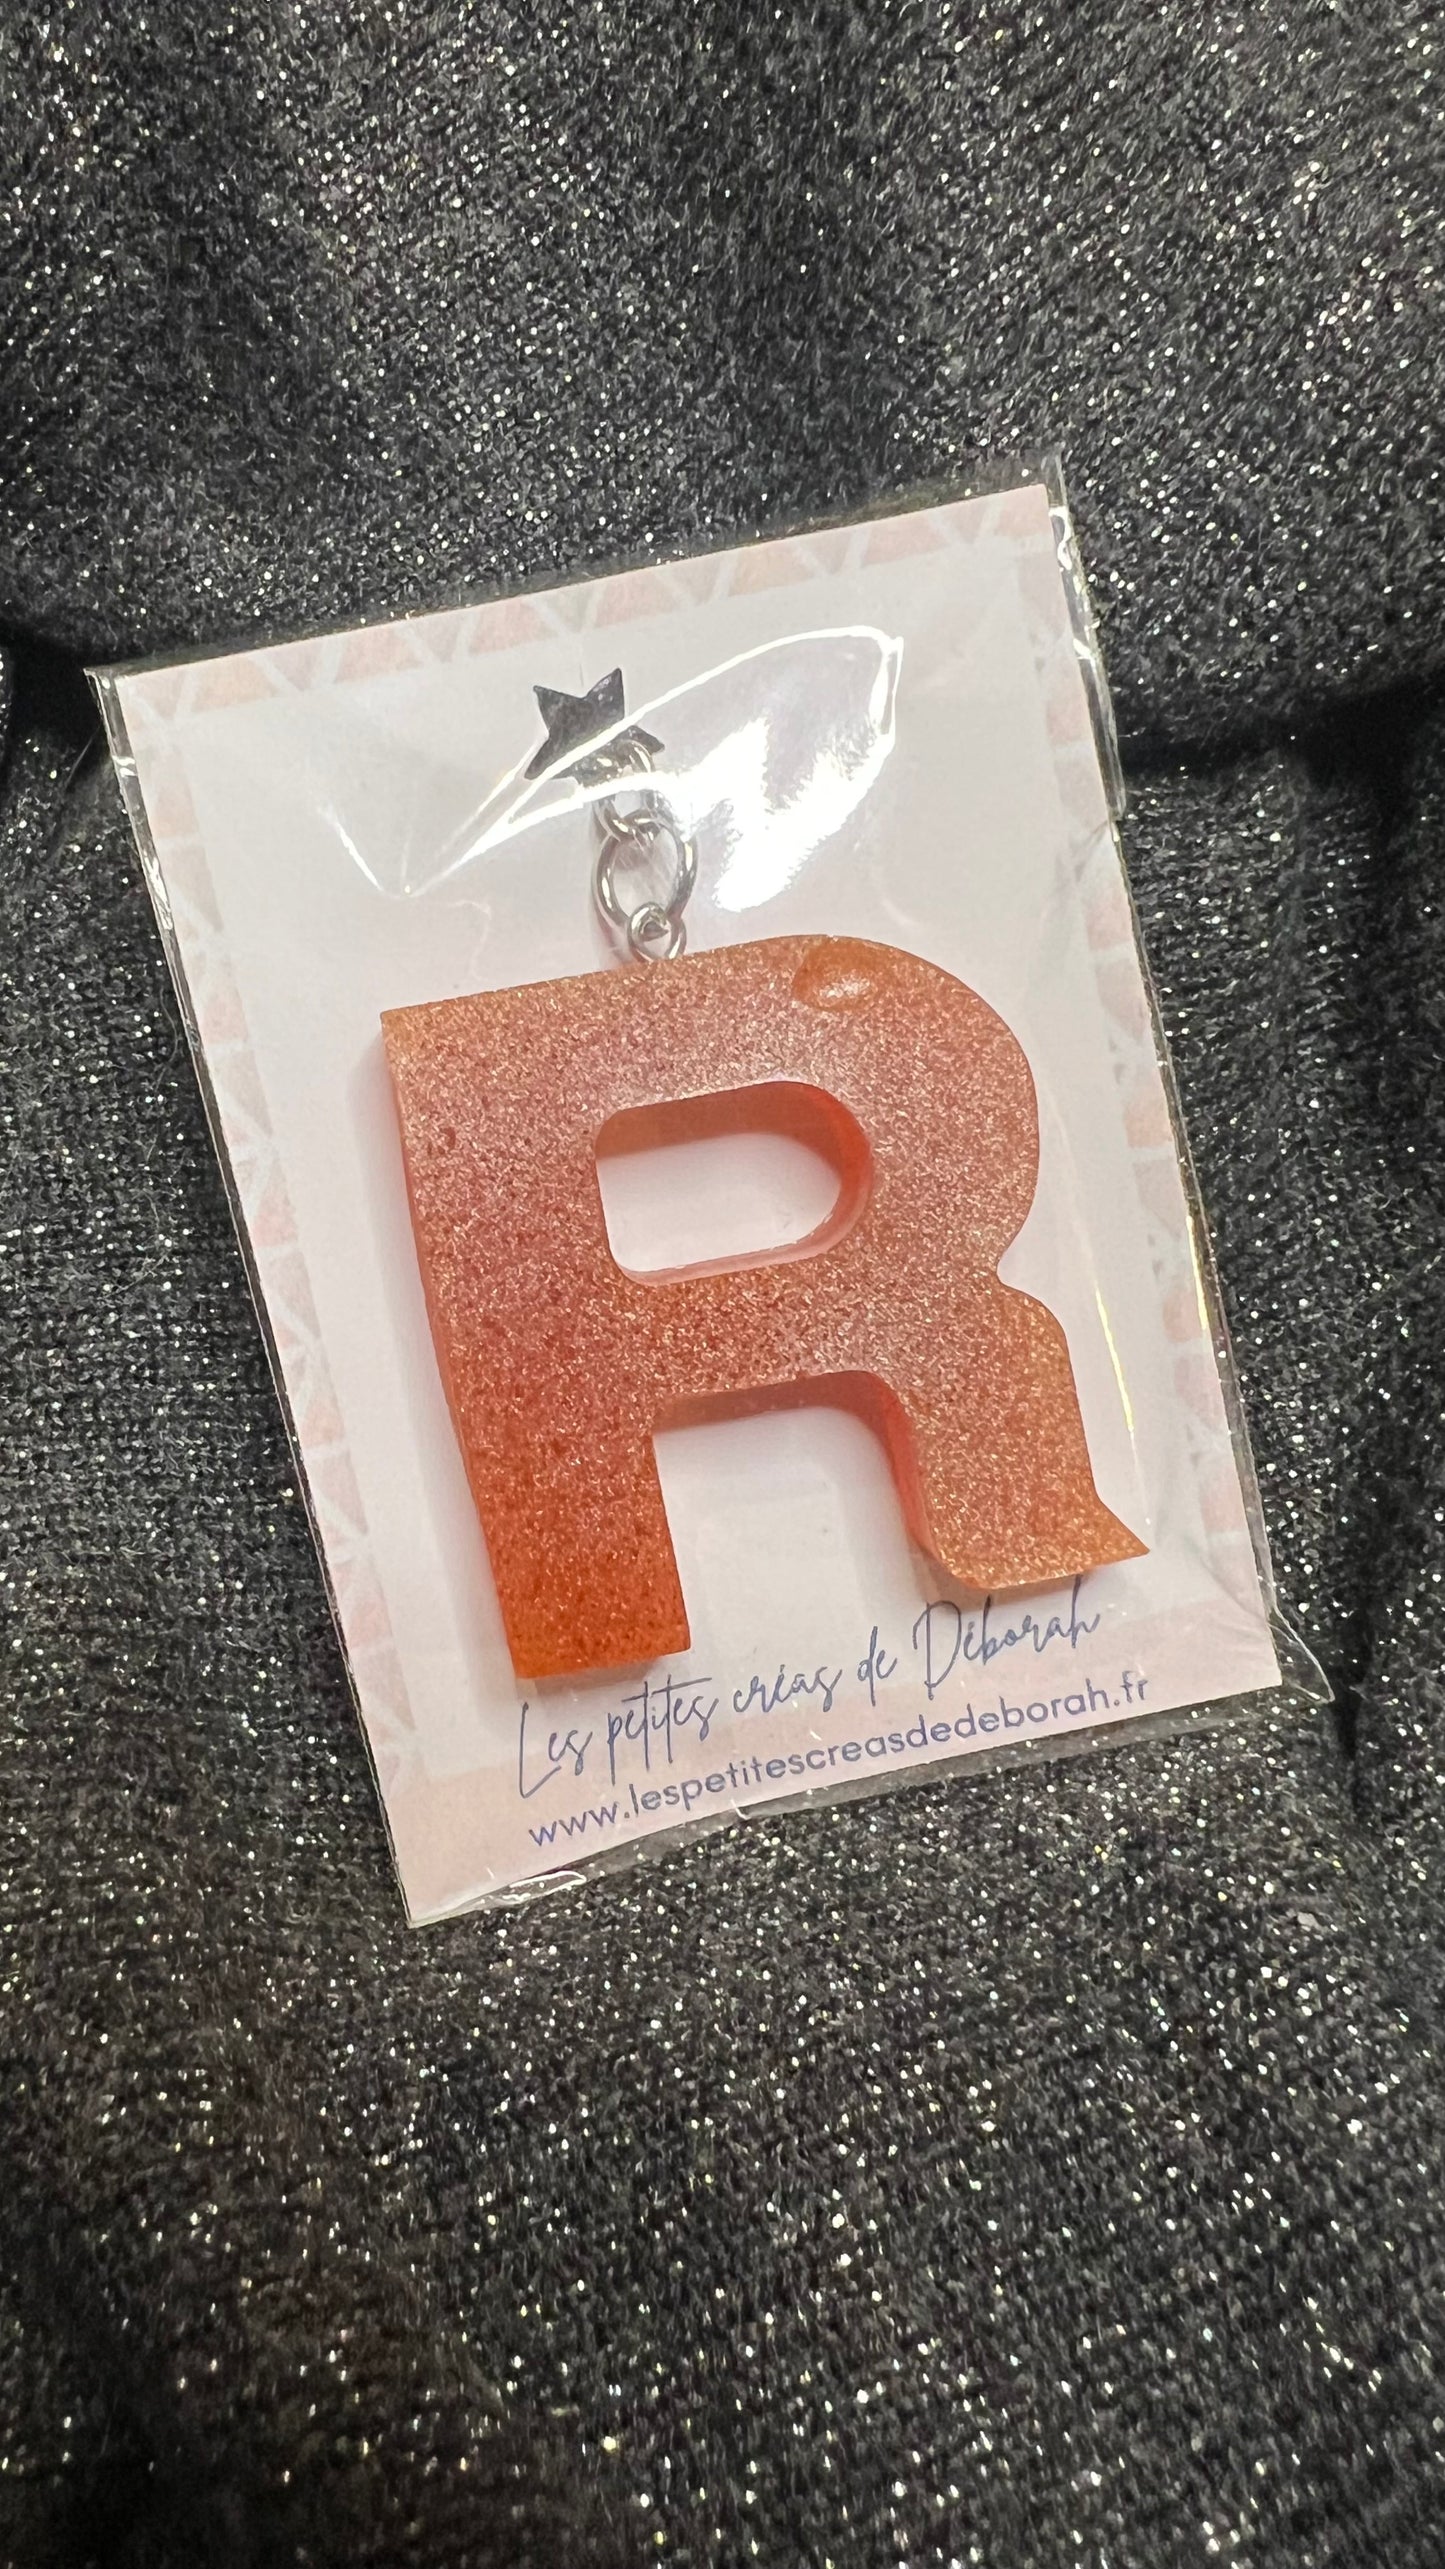 R
Les petites créas de Déborah
www.lespetitescreasdedeborah.fr